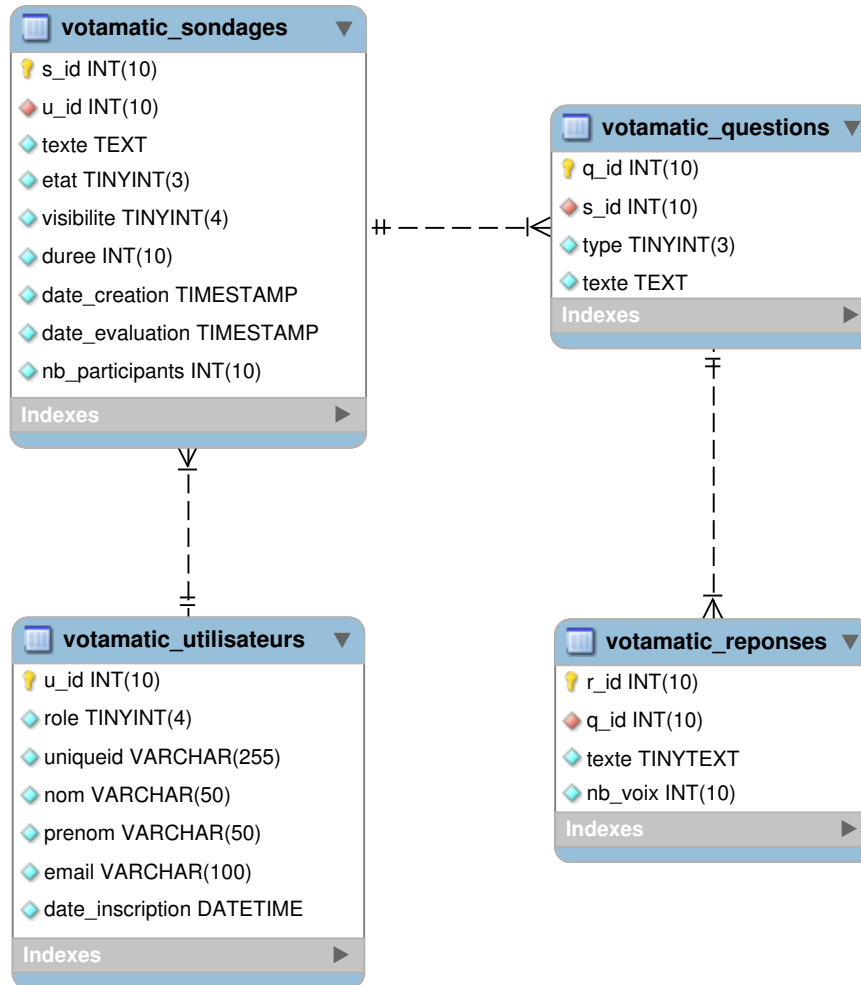 votamatic_sondages
s_id INT(10)
u_id INT(10)
texte TEXT
etat TINYINT(3)
visibilite TINYINT(4)
duree INT(10)
date_creation TIMESTAMP
date_evaluation TIMESTAMP
nb_participants INT(10)
Indexes
votamatic_questions
q_id INT(10)
s_id INT(10)
type TINYINT(3)
texte TEXT
Indexes
votamatic_utilisateurs
u_id INT(10)
role TINYINT(4)
uniqueid VARCHAR(255)
nom VARCHAR(50)
prenom VARCHAR(50)
email VARCHAR(100)
date_inscription DATETIME
Indexes
votamatic_reponses
r_id INT(10)
q_id INT(10)
texte TINYTEXT
nb_voix INT(10)
Indexes